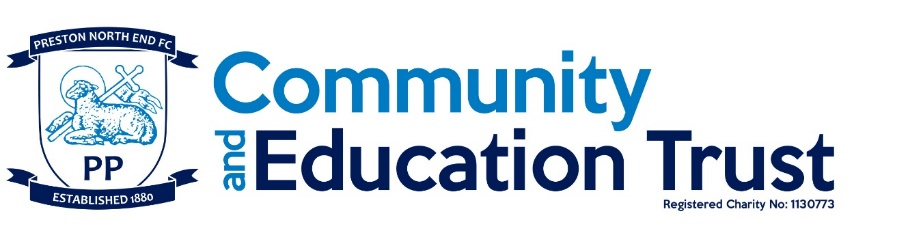 PRESTON NORTH END FC
PP
ESTABLISHED 1880
Community
and Education Trust
Registered Charity No: 1130773